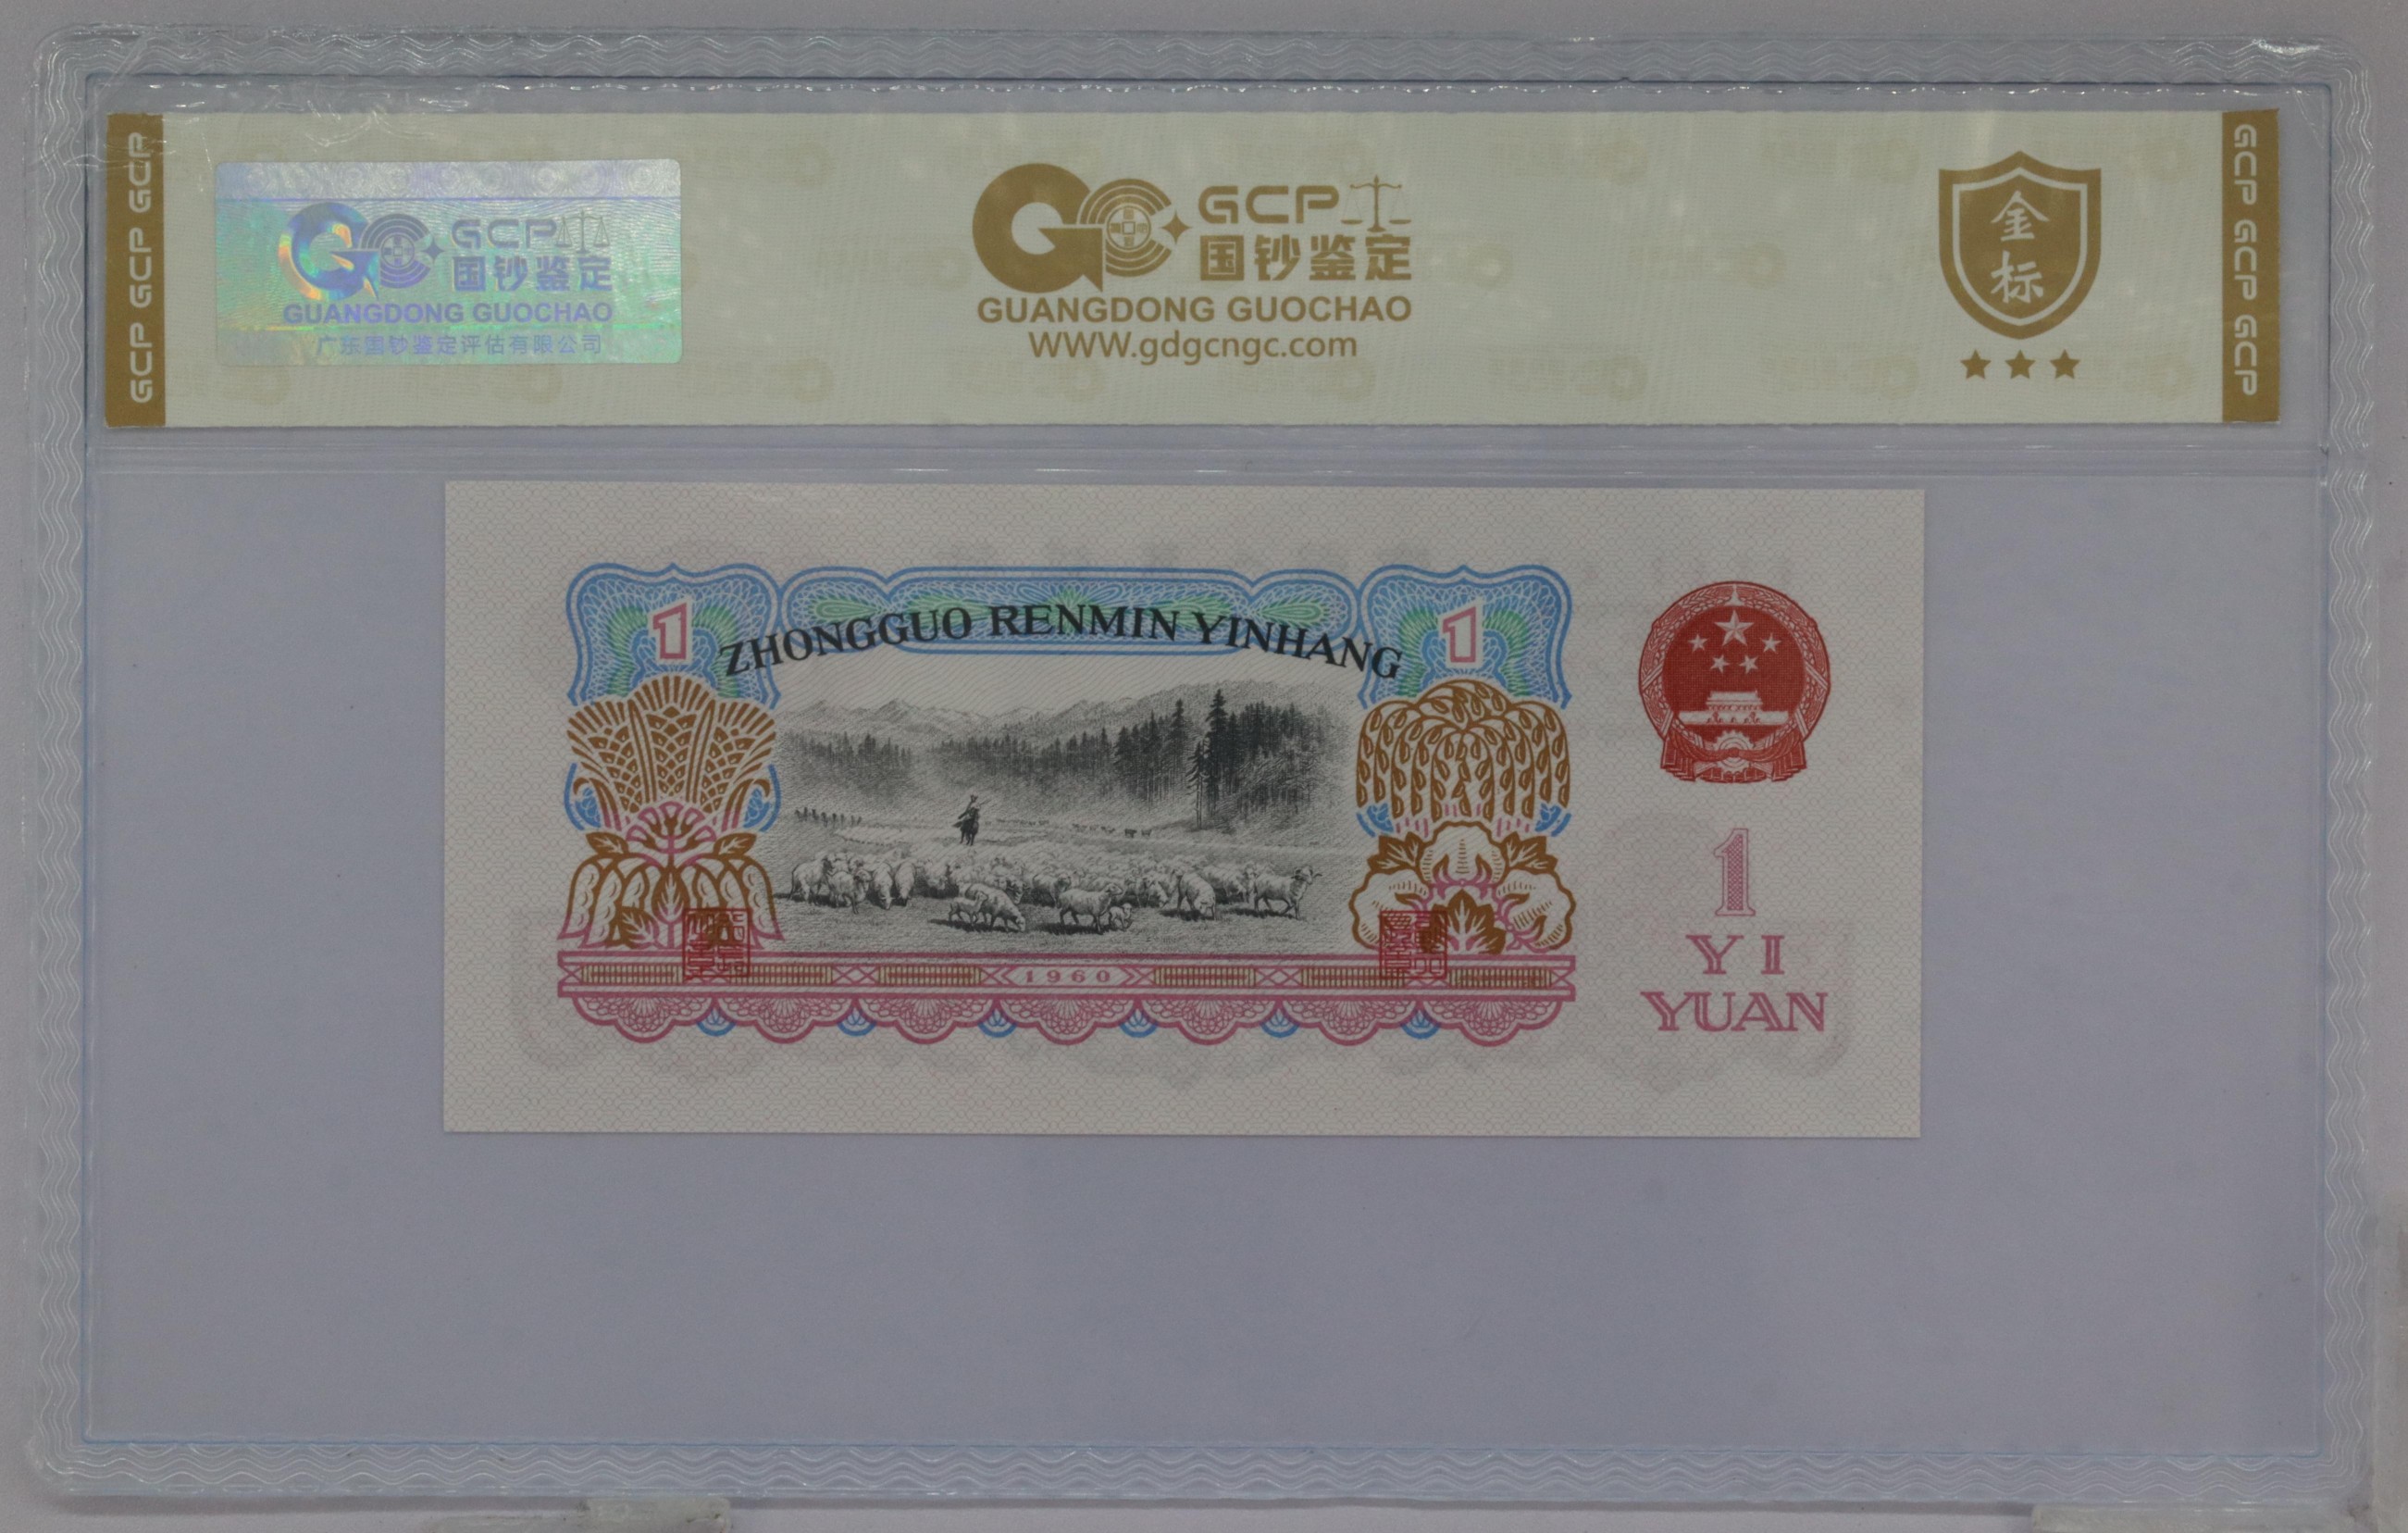 GCP GCP GCP
GCP
国钞鉴定
GUANGDONG GUOCHAO
广东国钞鉴定评估有限公司
GCP
国钞鉴定
GUANGDONG GUOCHAO
www.gdgcngc.com
金标
GCP GCP GCP
1
ZHONGGUO RENMIN YINHANG
1
1960
1
YI
YUAN